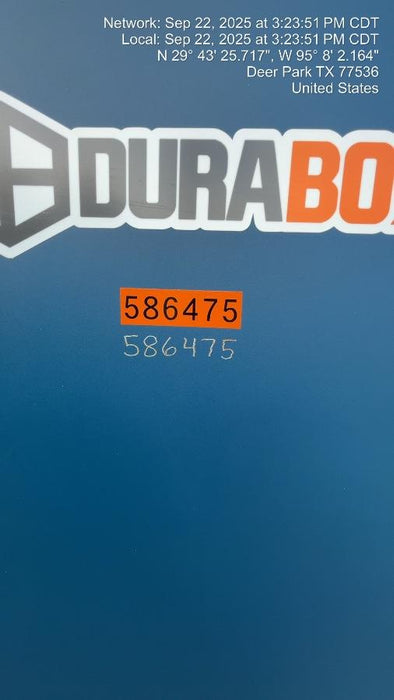 Network: Sep 22, 2025 at 3:23:51 PM CDT
Local: Sep 22, 2025 at 3:23:51 PM CDT
N 29° 43' 25.717", W 95° 8' 2.164"
Deer Park TX 77536
United States
DURABO
586475
586475